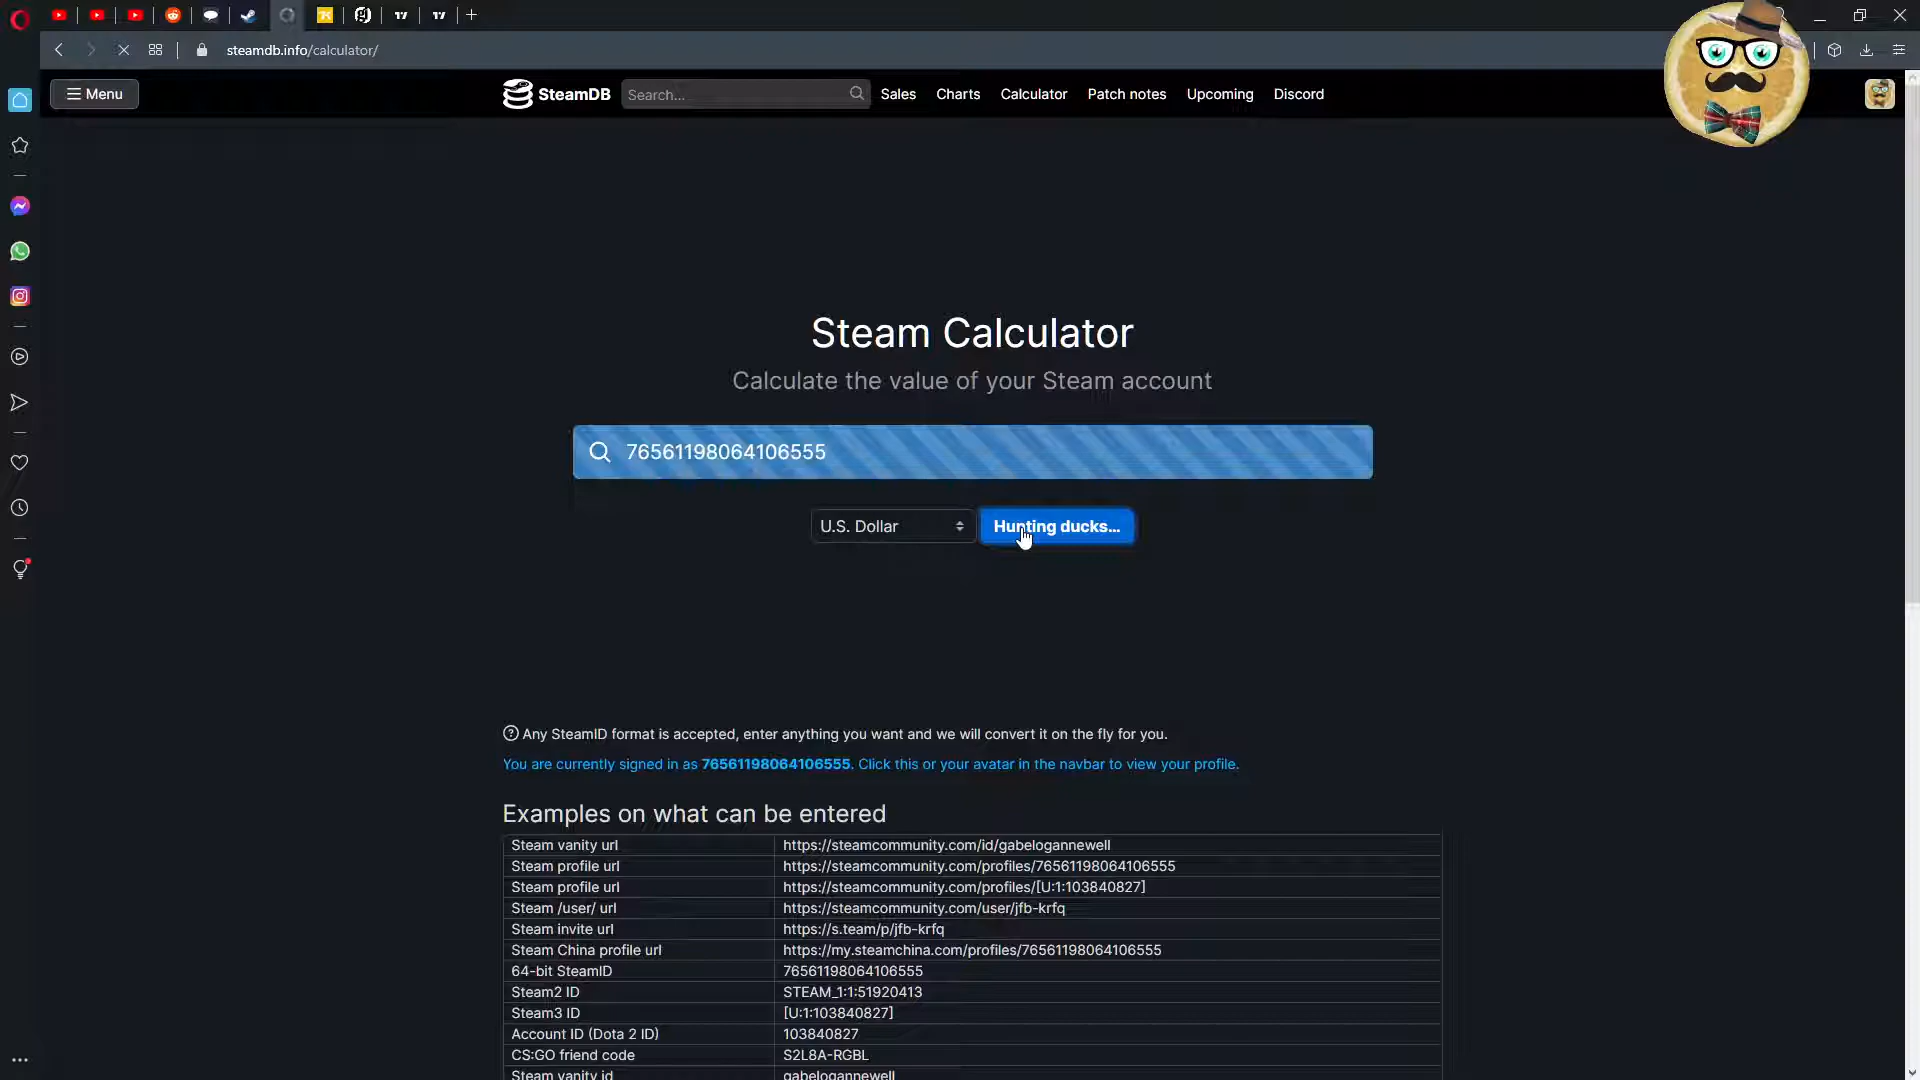 steamdb.info/calculator/
Menu
SteamDB
Search...
Sales
Charts
Calculator
Patch notes
Upcoming
Discord
Steam Calculator
Calculate the value of your Steam account
76561198064106555
U.S. Dollar
Hunting ducks...
Any SteamID format is accepted, enter anything you want and we will convert it on the fly for you.
You are currently signed in as 76561198064106555. Click this or your avatar in the navbar to view your profile.
Examples on what can be entered
Steam vanity url https://steamcommunity.com/id/gabelogannewell
Steam profile url https://steamcommunity.com/profiles/76561198064106555
Steam profile url https://steamcommunity.com/profiles/[U:1:103840827]
Steam /user/ url https://steamcommunity.com/user/jfb-krfq
Steam invite url https://s.team/p/jfb-krfq
Steam China profile url https://my.steamchina.com/profiles/76561198064106555
64-bit SteamID 76561198064106555
Steam2 ID STEAM_1:1:51920413
Steam3 ID [U:1:103840827]
Account ID (Dota 2 ID) 103840827
CS:GO friend code S2L8A-RGBL
Steam vanity id gabelogannewell